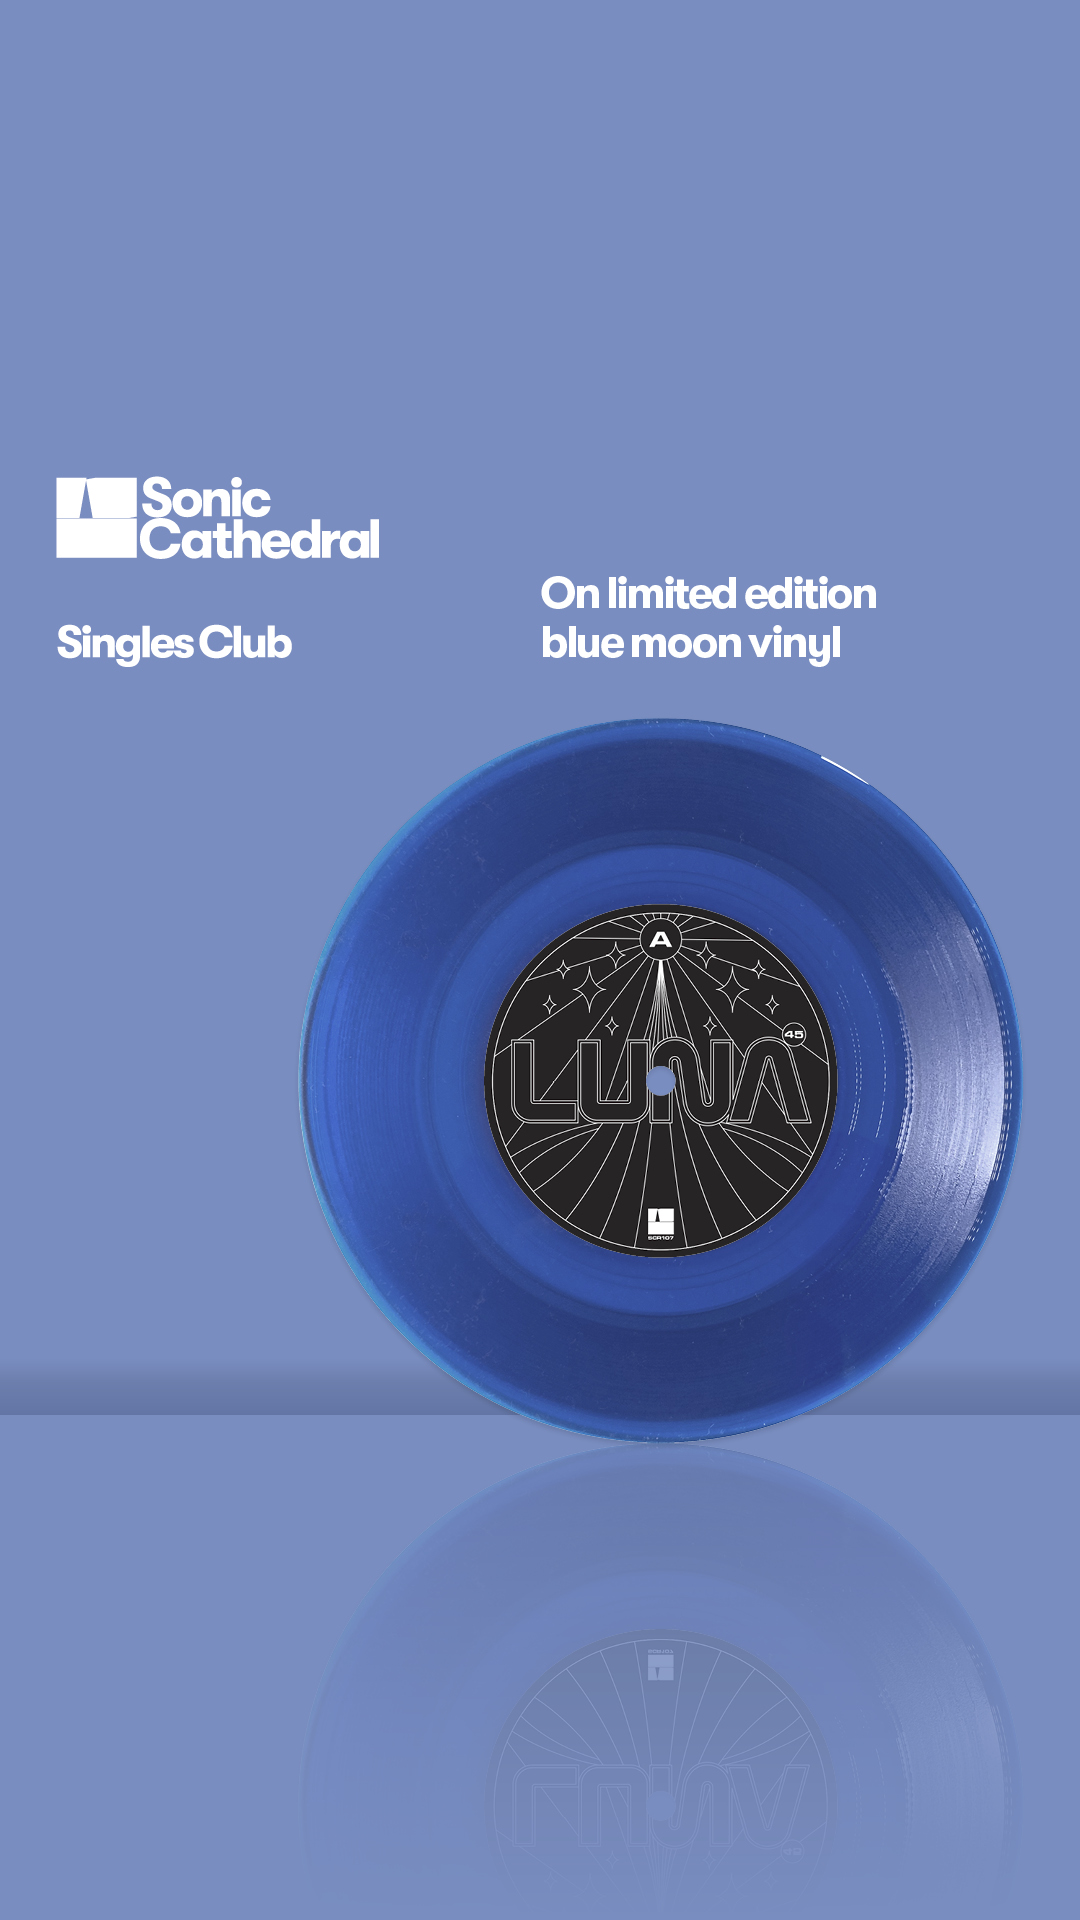 Sonic
Cathedral
Singles Club
On limited edition
blue moon vinyl
A
45
LUNA
SCR107